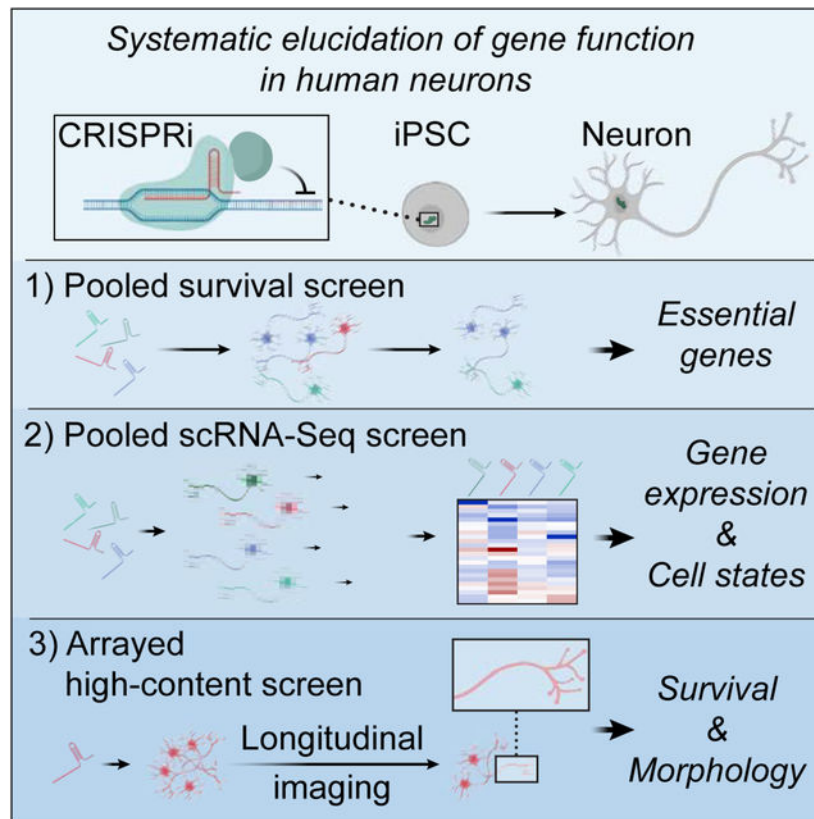 Systematic elucidation of gene function
in human neurons
CRISPRi
iPSC
Neuron
1) Pooled survival screen
Essential
genes
2) Pooled scRNA-Seq screen
Gene
expression
&
Cell states
3) Arrayed
high-content screen
Longitudinal
imaging
Survival
&
Morphology